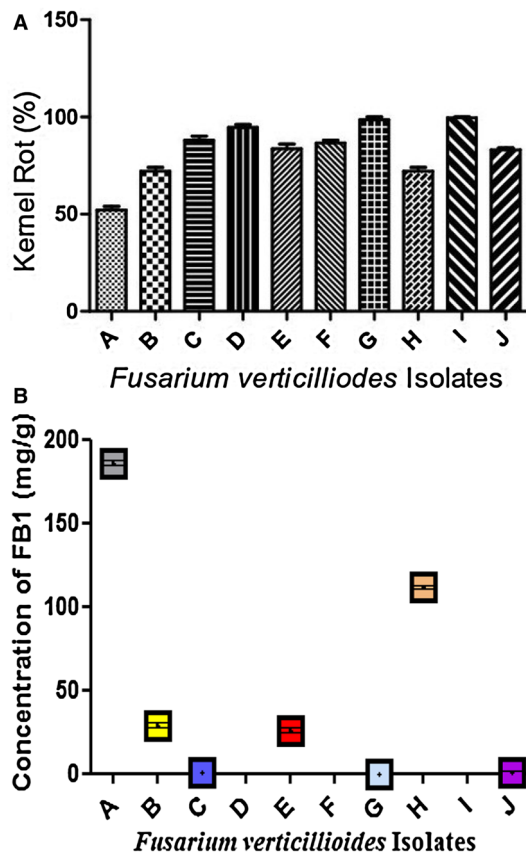 A
Kernel Rot (%)
150
100
50
0
A B C D E F G H I J
Fusarium verticilliodes Isolates
B
Concentration of FB1 (mg/g)
200
150
100
50
0
A B C D E F G H I J
Fusarium verticillioides Isolates